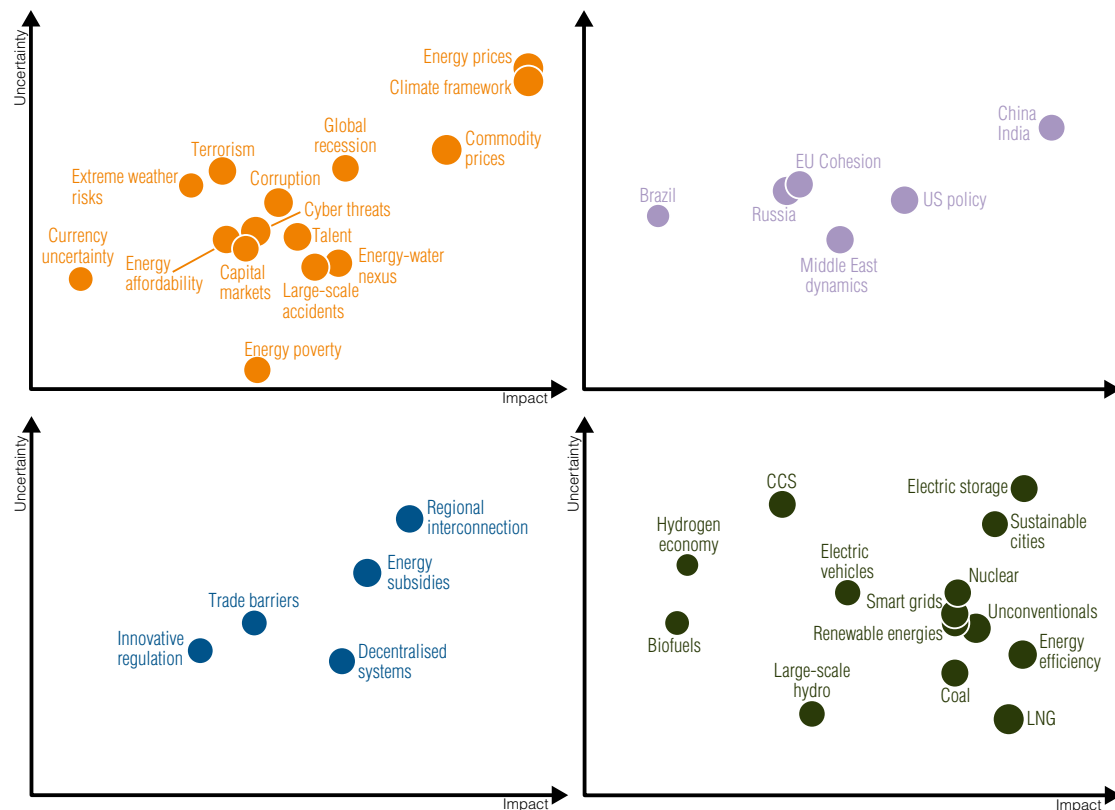 Uncertainty
Energy prices
Climate framework
Global
recession
Commodity
prices
Terrorism
Extreme weather
risks
Corruption
Cyber threats
Currency
uncertainty
Talent
Energy
affordability
Capital
markets
Energy-water
nexus
Large-scale
accidents
Energy poverty
Impact
China
India
EU Cohesion
Brazil
Russia
US policy
Middle East
dynamics
Uncertainty
Regional
interconnection
Energy
subsidies
Trade barriers
Innovative
regulation
Decentralised
systems
Impact
Uncertainty
CCS
Electric storage
Sustainable
cities
Hydrogen
economy
Electric
vehicles
Nuclear
Smart grids
Unconventionals
Renewable energies
Biofuels
Energy
efficiency
Large-scale
hydro
Coal
LNG
Impact